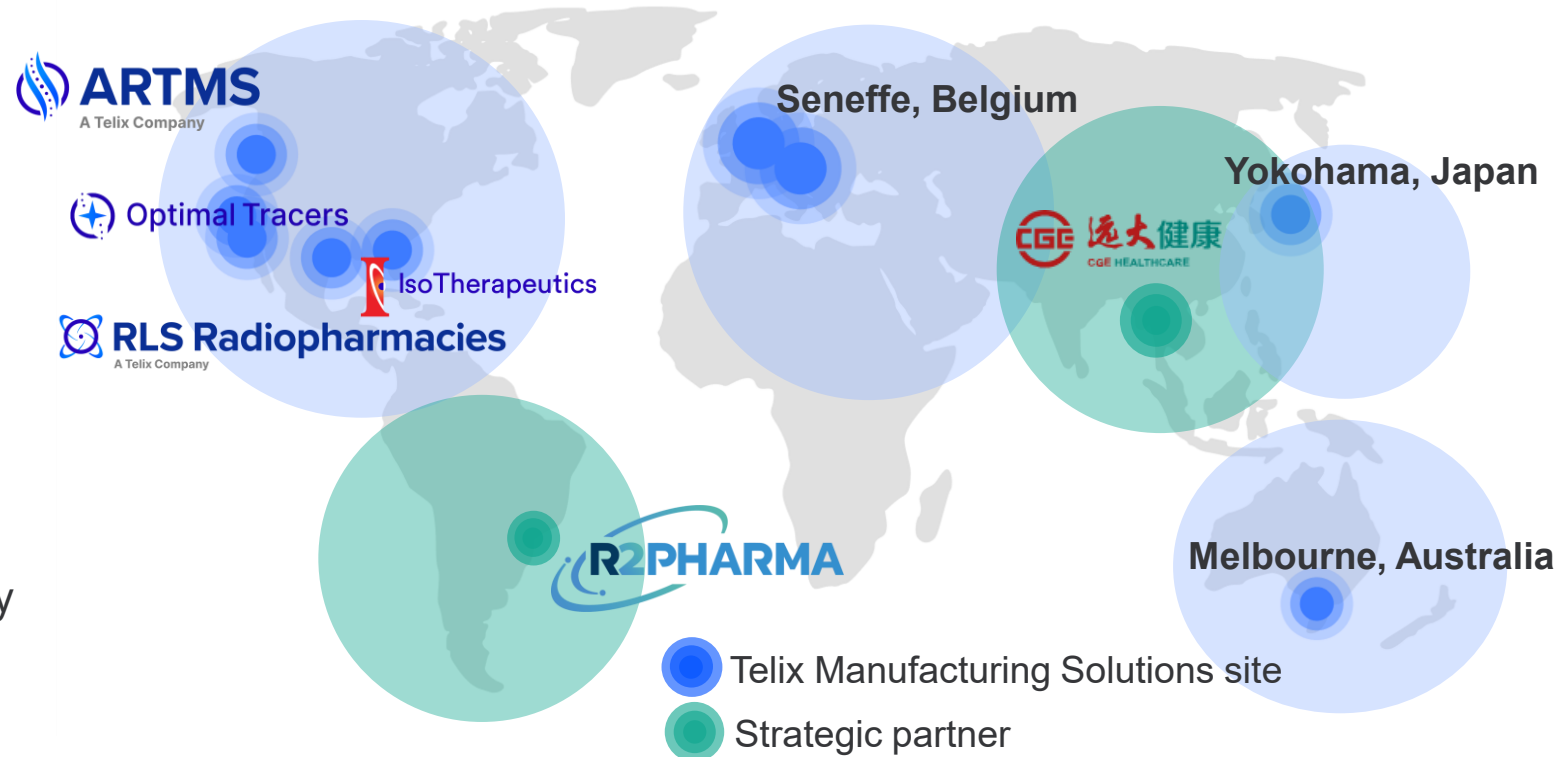 ARTMS
A Telix Company
Optimal Tracers
IsoTherapeutics
RLS Radiopharmacies
A Telix Company
Seneffe, Belgium
Yokohama, Japan
CGE 远大健康
CGE HEALTHCARE
R2PHARMA
Melbourne, Australia
y
Telix Manufacturing Solutions site
Strategic partner